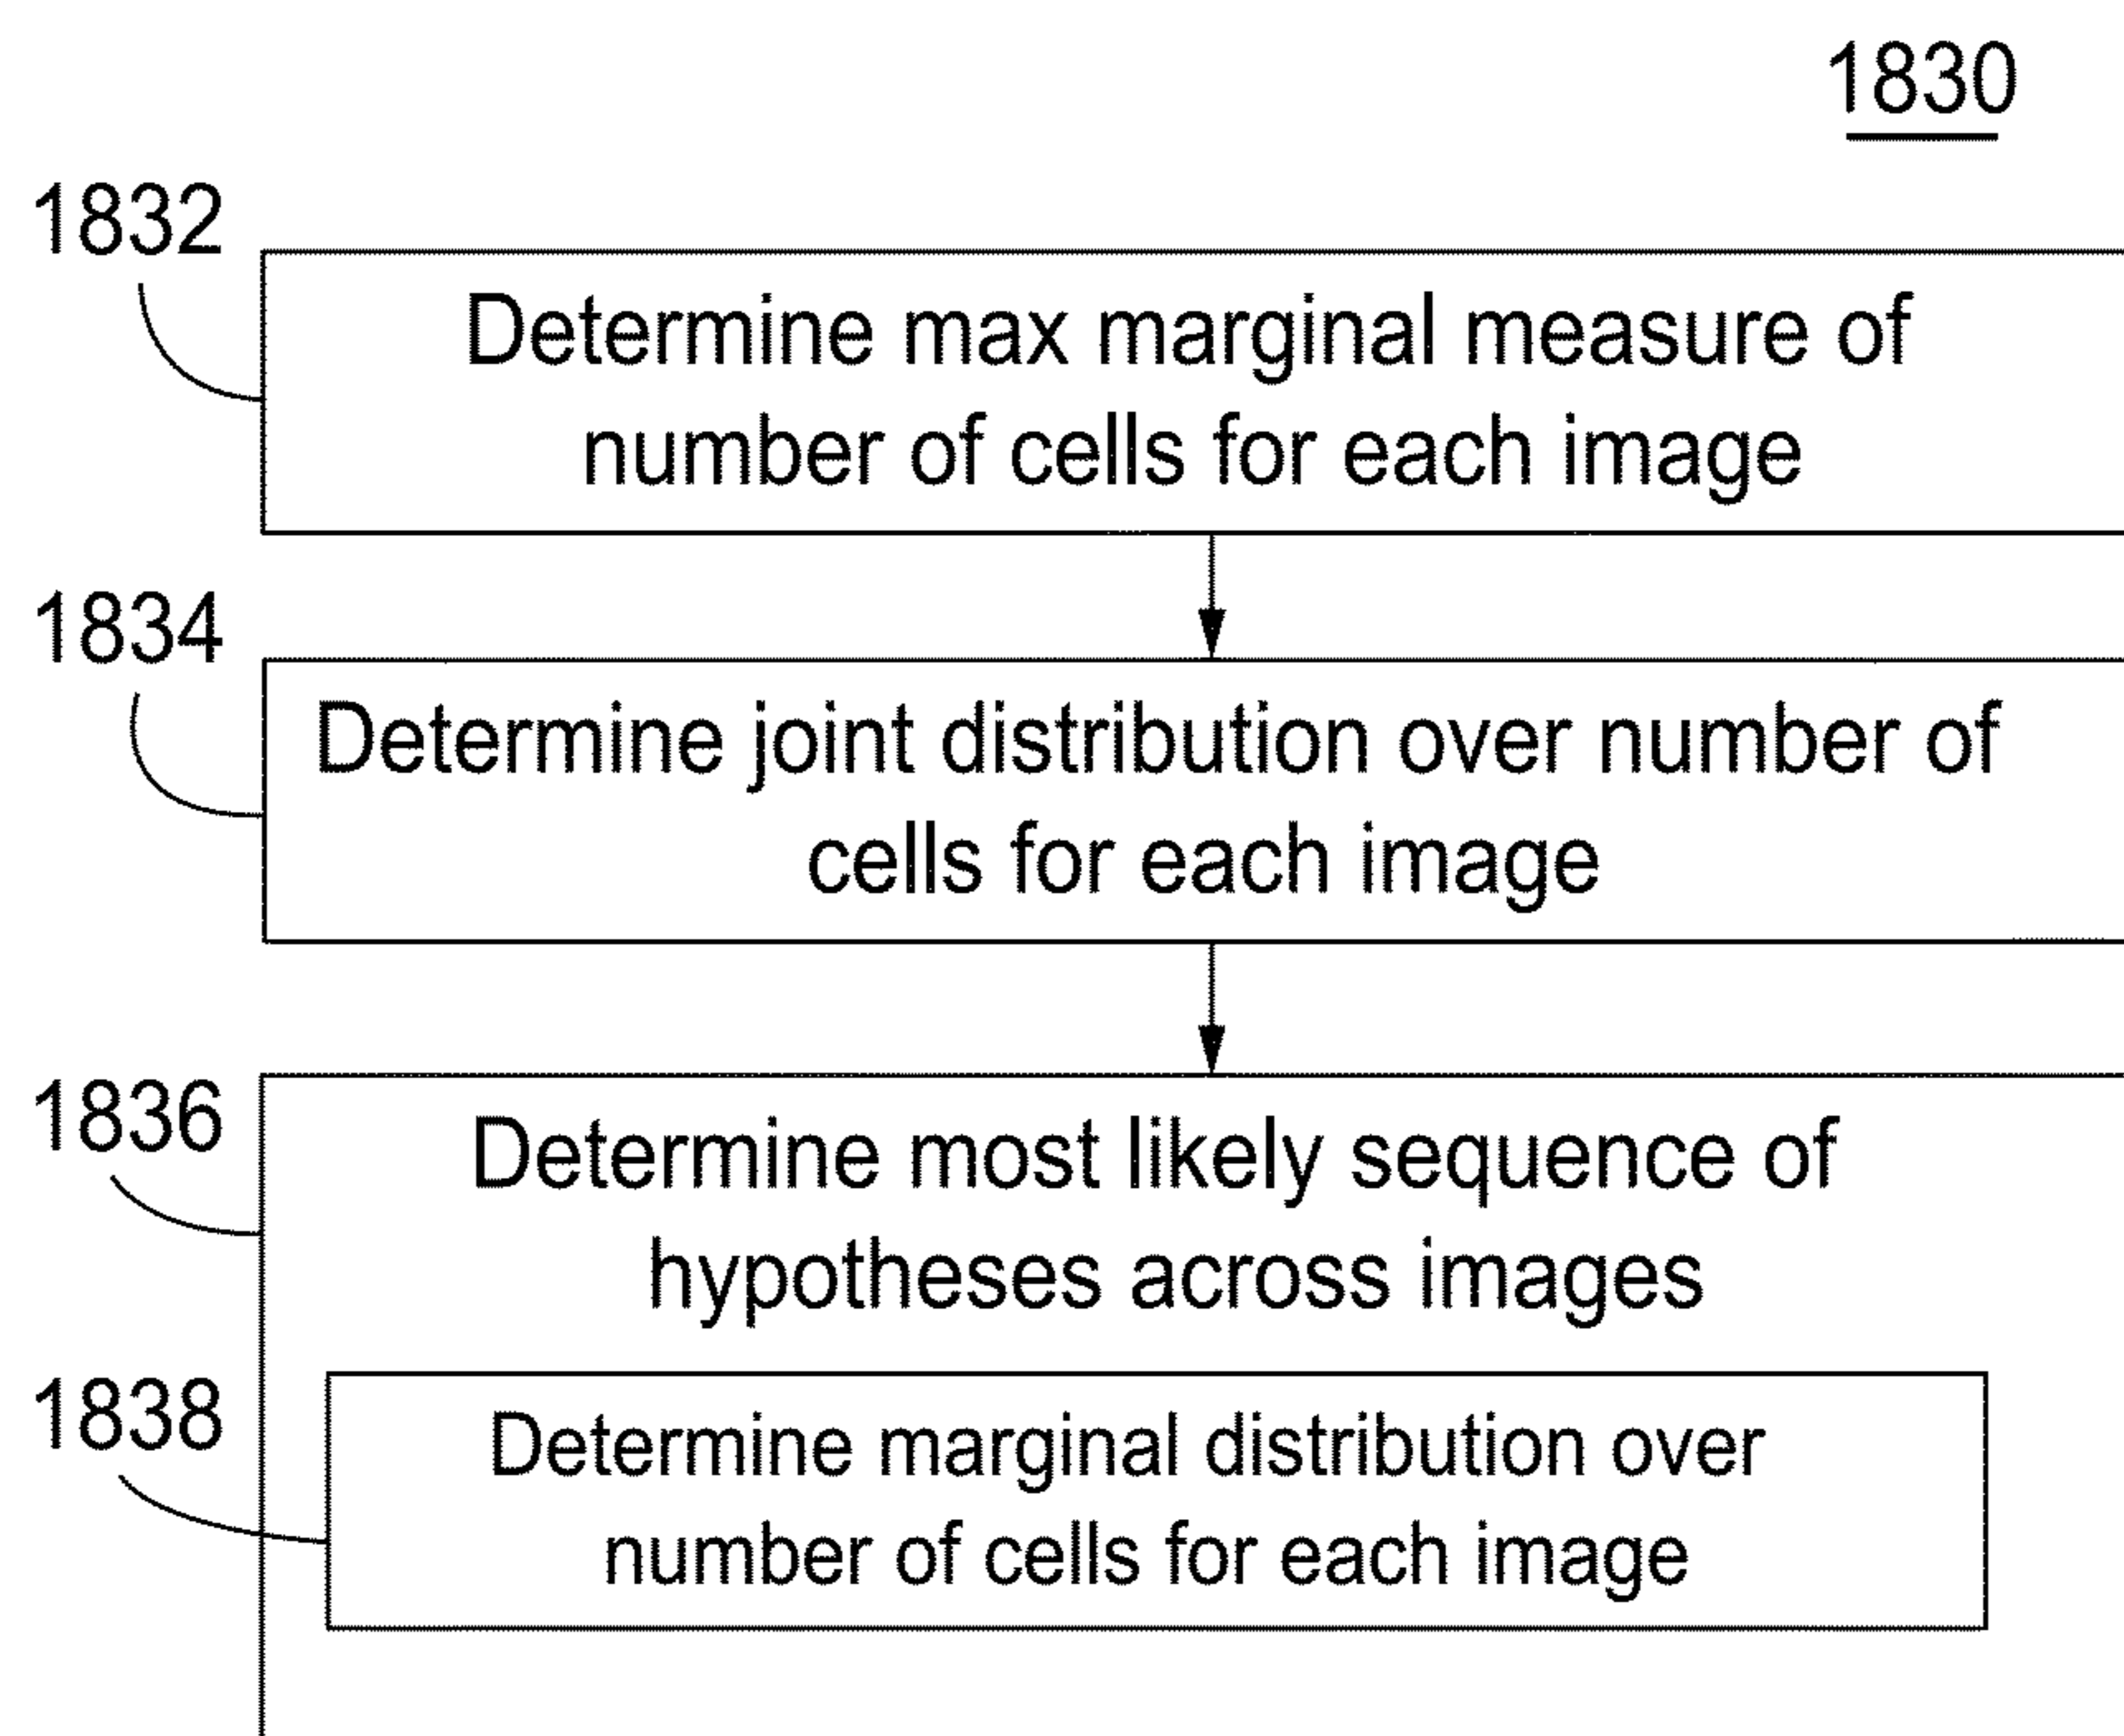 1830
1832
Determine max marginal measure of
number of cells for each image
1834
Determine joint distribution over number of
cells for each image
1836
Determine most likely sequence of
hypotheses across images
1838
Determine marginal distribution over
number of cells for each image